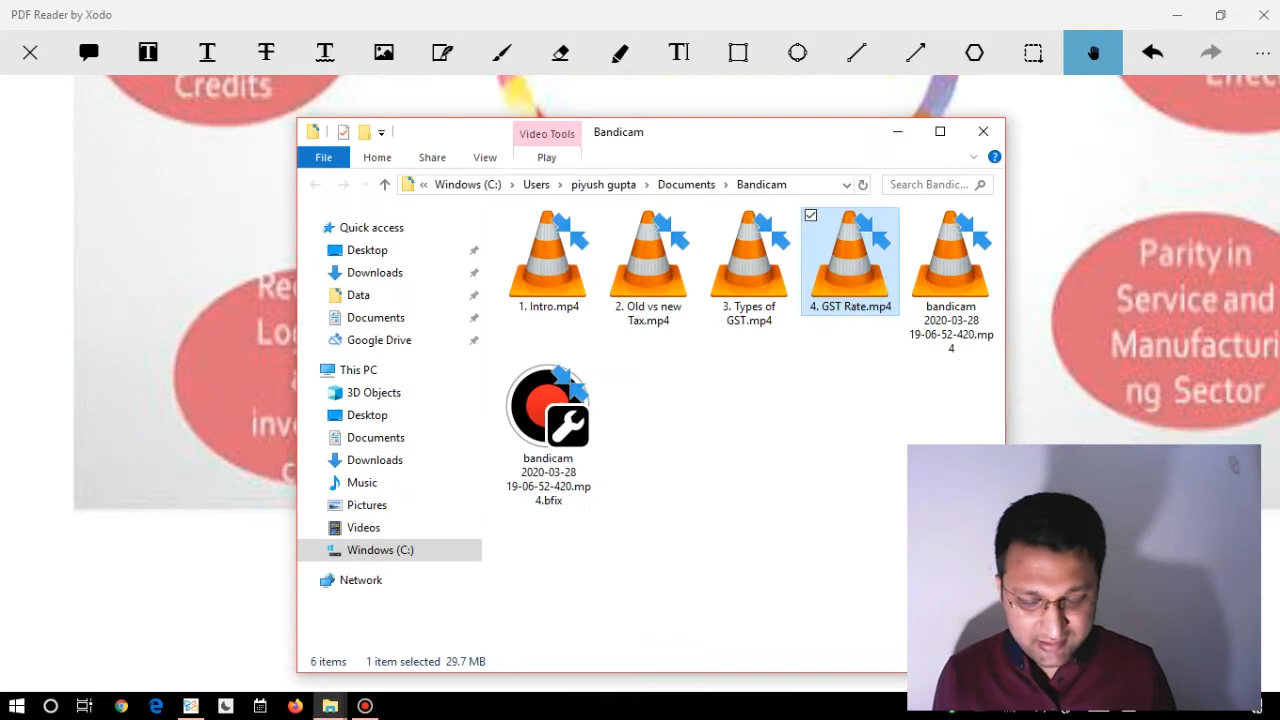 PDF Reader by Xodo
Credits
Video Tools
Bandicam
File
Home
Share
View
Play
« Windows (C:) > Users > piyush gupta > Documents > Bandicam
Search Bandic...
Quick access
Desktop
Downloads
Data
Documents
Google Drive
This PC
3D Objects
Desktop
Documents
Downloads
Music
Pictures
Videos
Windows (C:)
Network
1. Intro.mp4
2. Old vs new
Tax.mp4
3. Types of
GST.mp4
4. GST Rate.mp4
bandicam
2020-03-28
19-06-52-420.mp
4
bandicam
2020-03-28
19-06-52-420.mp
4.bfix
6 items
1 item selected 29.7 MB
Parity in
Service and
Manufacturi
ng Sector